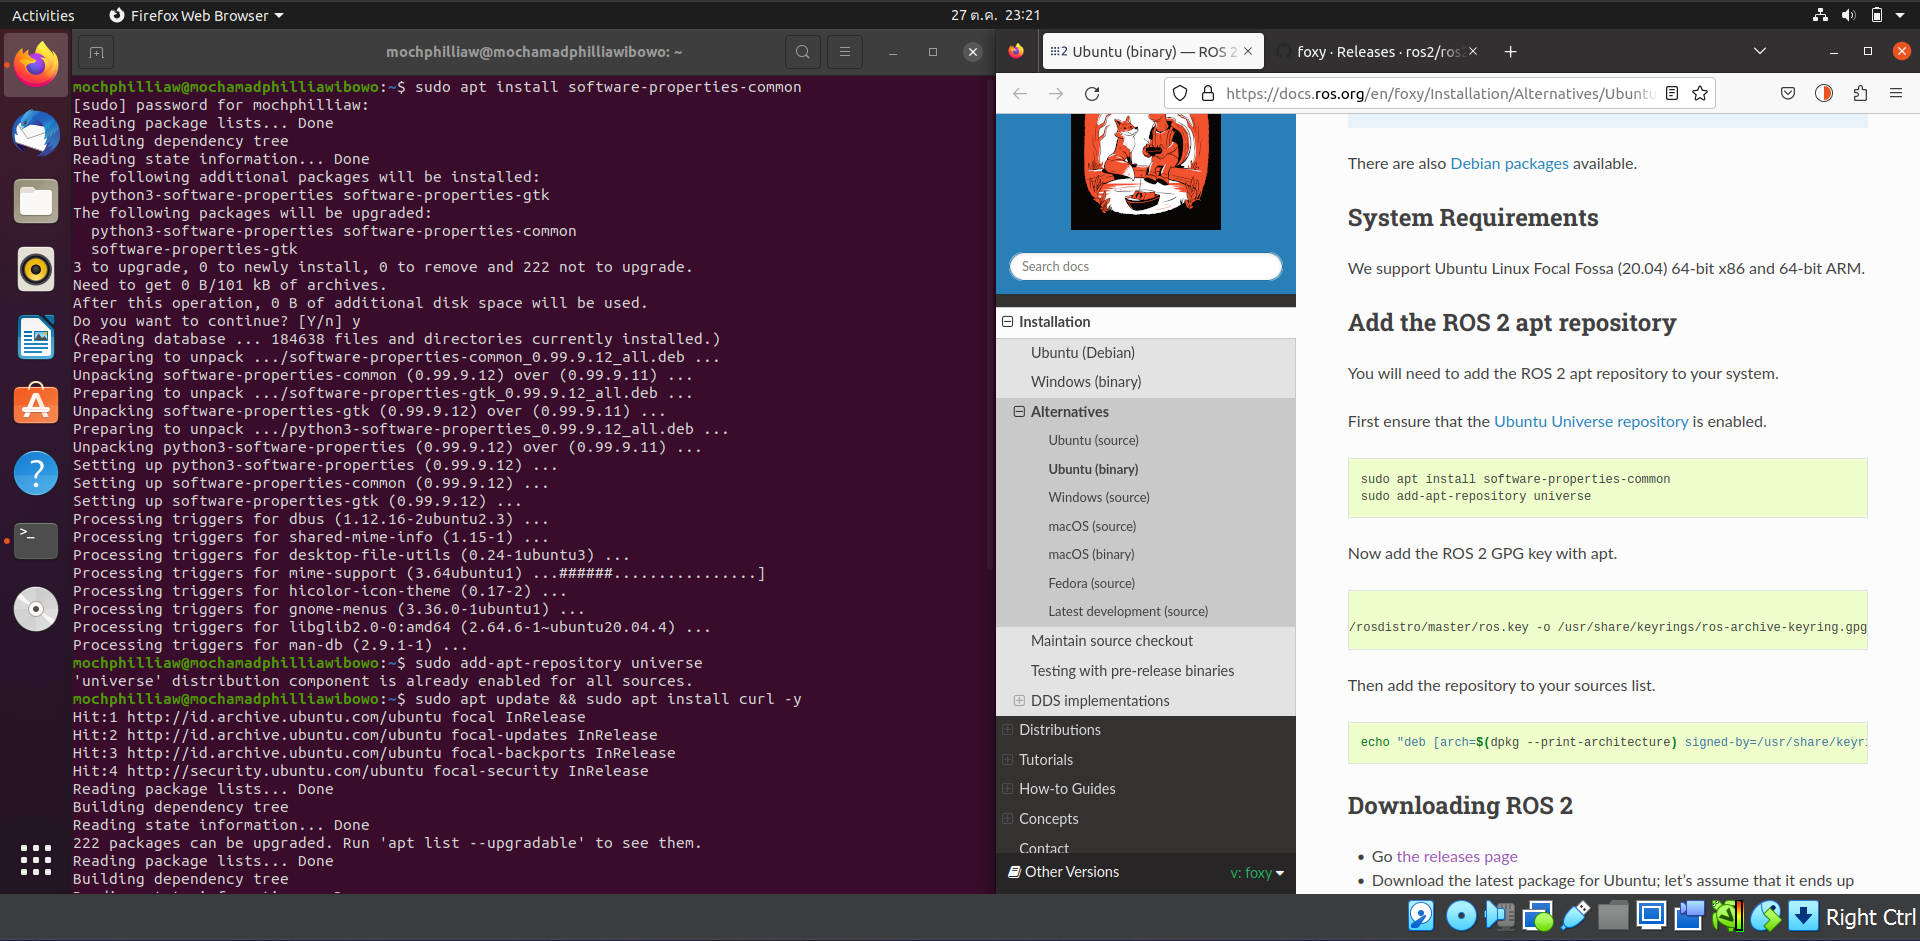 Activities
Firefox Web Browser
27 ต.ค. 23:21
mochphilliaw@mochamadphilliawibowo: ~
mochphilliaw@mochamadphilliawibowo:~$ sudo apt install software-properties-common
[sudo] password for mochphilliaw:
Reading package lists... Done
Building dependency tree
Reading state information... Done
The following additional packages will be installed:
python3-software-properties software-properties-gtk
The following packages will be upgraded:
python3-software-properties software-properties-common
software-properties-gtk
3 to upgrade, 0 to newly install, 0 to remove and 222 not to upgrade.
Need to get 0 B/101 kB of archives.
After this operation, 0 B of additional disk space will be used.
Do you want to continue? [Y/n] y
(Reading database ... 184638 files and directories currently installed.)
Preparing to unpack .../software-properties-common_0.99.9.12_all.deb ...
Unpacking software-properties-common (0.99.9.12) over (0.99.9.11) ...
Preparing to unpack .../software-properties-gtk_0.99.9.12_all.deb ...
Unpacking software-properties-gtk (0.99.9.12) over (0.99.9.11) ...
Preparing to unpack .../python3-software-properties_0.99.9.12_all.deb ...
Unpacking python3-software-properties (0.99.9.12) over (0.99.9.11) ...
Setting up python3-software-properties (0.99.9.12) ...
Setting up software-properties-common (0.99.9.12) ...
Setting up software-properties-gtk (0.99.9.12) ...
Processing triggers for dbus (1.12.16-2ubuntu2.3) ...
Processing triggers for shared-mime-info (1.15-1) ...
Processing triggers for desktop-file-utils (0.24-1ubuntu3) ...
Processing triggers for mime-support (3.64ubuntu1) ...######................]
Processing triggers for hicolor-icon-theme (0.17-2) ...
Processing triggers for gnome-menus (3.36.0-1ubuntu1) ...
Processing triggers for libglib2.0-0:amd64 (2.64.6-1~ubuntu20.04.4) ...
Processing triggers for man-db (2.9.1-1) ...
mochphilliaw@mochamadphilliawibowo:~$ sudo add-apt-repository universe
'universe' distribution component is already enabled for all sources.
mochphilliaw@mochamadphilliawibowo:~$ sudo apt update && sudo apt install curl -y
Hit:1 http://id.archive.ubuntu.com/ubuntu focal InRelease
Hit:2 http://id.archive.ubuntu.com/ubuntu focal-updates InRelease
Hit:3 http://id.archive.ubuntu.com/ubuntu focal-backports InRelease
Hit:4 http://security.ubuntu.com/ubuntu focal-security InRelease
Reading package lists... Done
Building dependency tree
Reading state information... Done
222 packages can be upgraded. Run 'apt list --upgradable' to see them.
Reading package lists... Done
Building dependency tree
Ubuntu (binary) — ROS 2
foxy · Releases · ros2/ros
https://docs.ros.org/en/foxy/Installation/Alternatives/Ubuntu
Search docs
Installation
Ubuntu (Debian)
Windows (binary)
Alternatives
Ubuntu (source)
Ubuntu (binary)
Windows (source)
macOS (source)
macOS (binary)
Fedora (source)
Latest development (source)
Maintain source checkout
Testing with pre-release binaries
DDS implementations
Distributions
Tutorials
How-to Guides
Concepts
Contact
Other Versions
v: foxy
There are also Debian packages available.
System Requirements
We support Ubuntu Linux Focal Fossa (20.04) 64-bit x86 and 64-bit ARM.
Add the ROS 2 apt repository
You will need to add the ROS 2 apt repository to your system.
First ensure that the Ubuntu Universe repository is enabled.
sudo apt install software-properties-common
sudo add-apt-repository universe
Now add the ROS 2 GPG key with apt.
/rosdistro/master/ros.key -o /usr/share/keyrings/ros-archive-keyring.gpg
Then add the repository to your sources list.
echo "deb [arch=$(dpkg --print-architecture) signed-by=/usr/share/keyri
Downloading ROS 2
• Go the releases page
• Download the latest package for Ubuntu; let's assume that it ends up
Right Ctrl